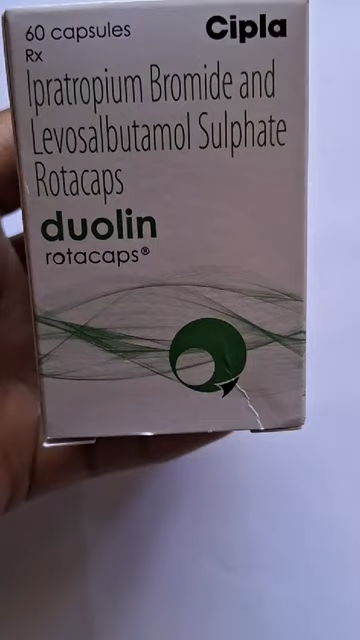 60 capsules
Cipla
Rx
Ipratropium Bromide and
Levosalbutamol Sulphate
Rotacaps
duolin
rotacaps®